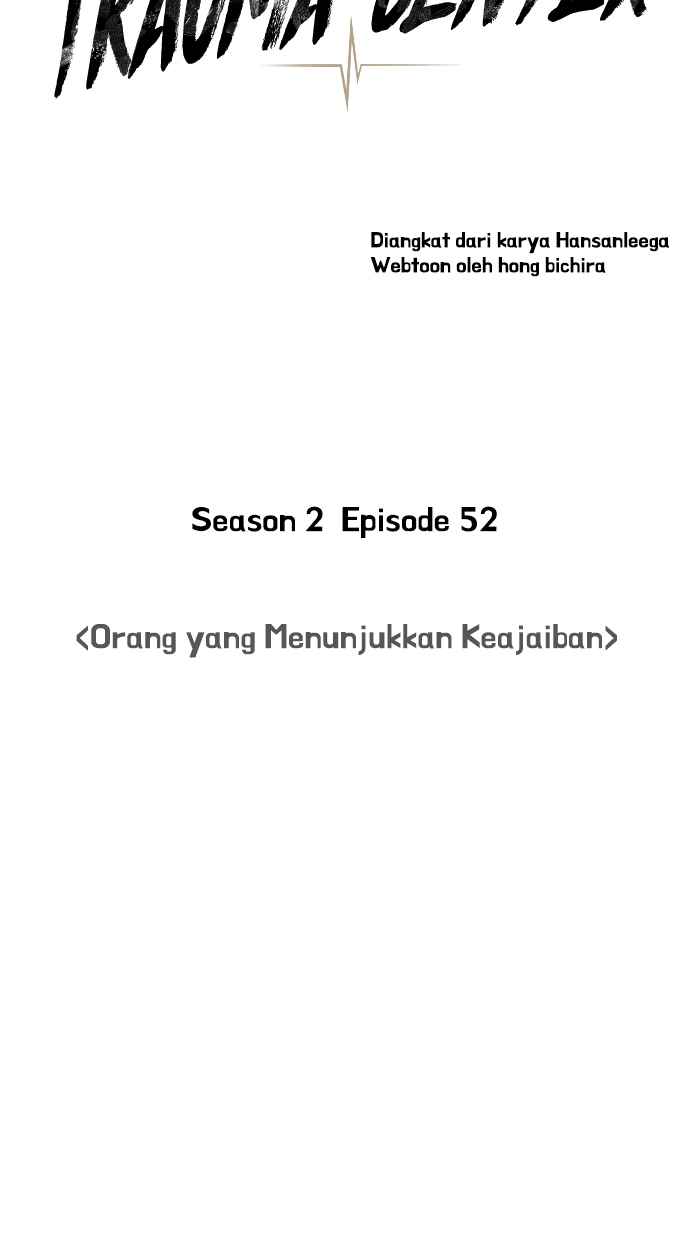 TRAUMA CENTER
Diangkat dari karya Hansanleega
Webtoon oleh hong bichira
Season 2 Episode 52
<Orang yang Menunjukkan Keajaiban>